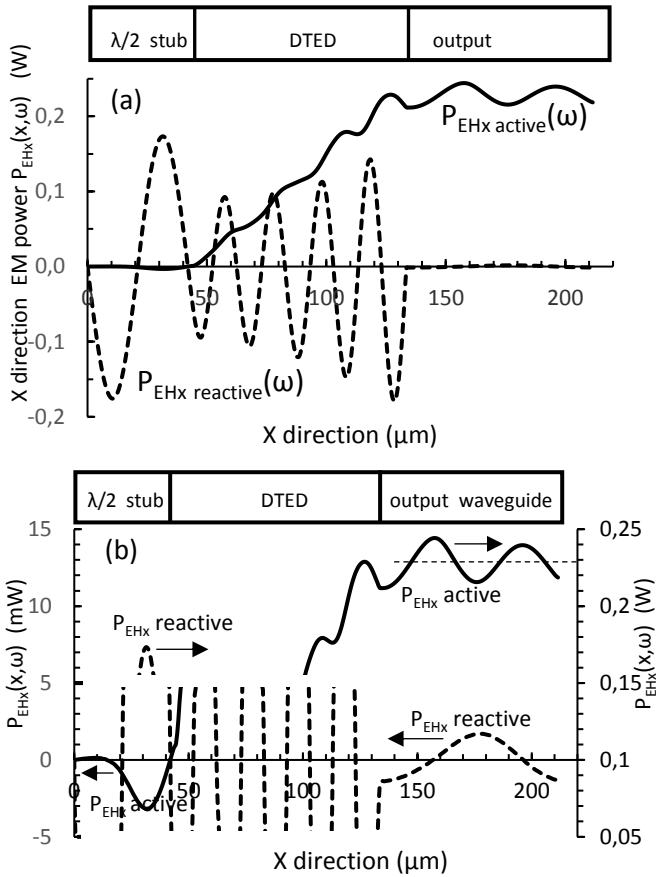 λ/2 stub DTED output
X direction EM power P_EHx(x,ω) (W)
(a)
0,2
0,1
0,0
-0,1
-0,2
P_EHx active(ω)
P_EHx reactive(ω)
0 50 100 150 200
X direction (μm)
λ/2 stub DTED output waveguide
P_EHx(x,ω) (mW)
(b)
15
10
5
0
-5
P_EHx reactive
P_EHx active
P_EHx reactive
P_EHx active
0,25
0,2
0,15
0,1
0,05
P_EHx(x,ω) (W)
0 50 100 150 200
X direction (μm)